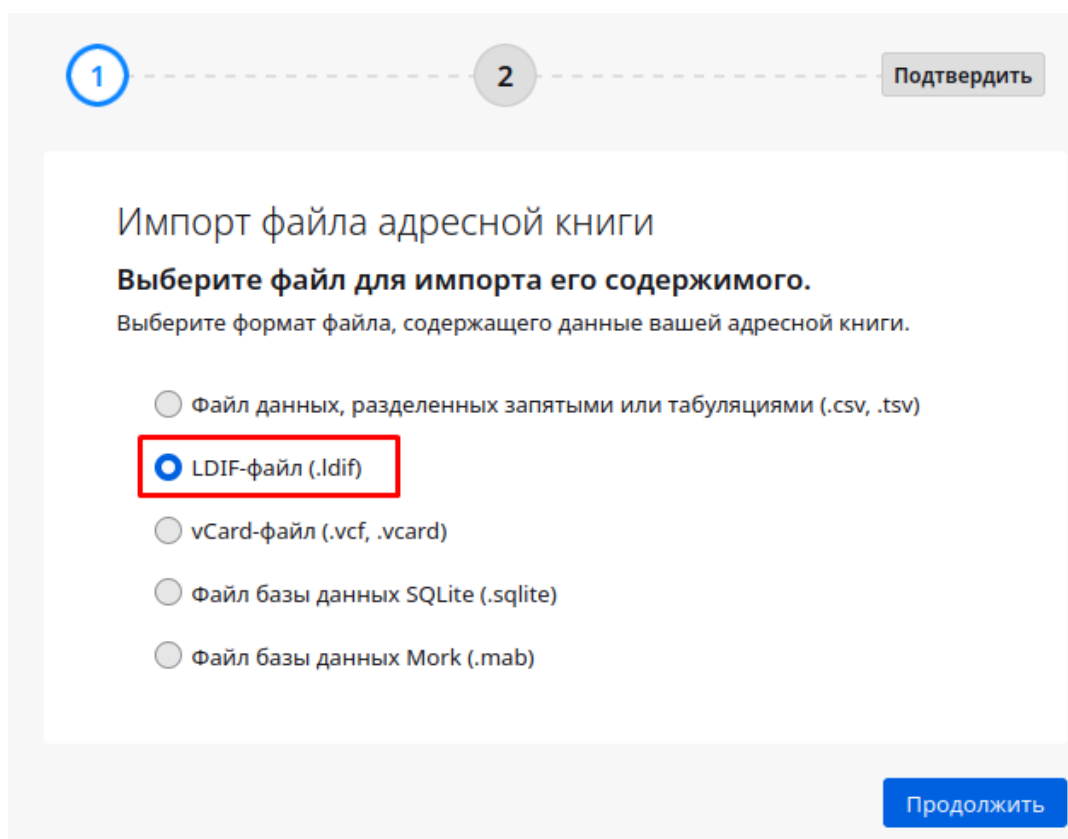 1
2
Подтвердить
Импорт файла адресной книги
Выберите файл для импорта его содержимого.
Выберите формат файла, содержащего данные вашей адресной книги.
Файл данных, разделенных запятыми или табуляциями (.csv, .tsv)
LDIF-файл (.ldif)
vCard-файл (.vcf, .vcard)
Файл базы данных SQLite (.sqlite)
Файл базы данных Mork (.mab)
Продолжить